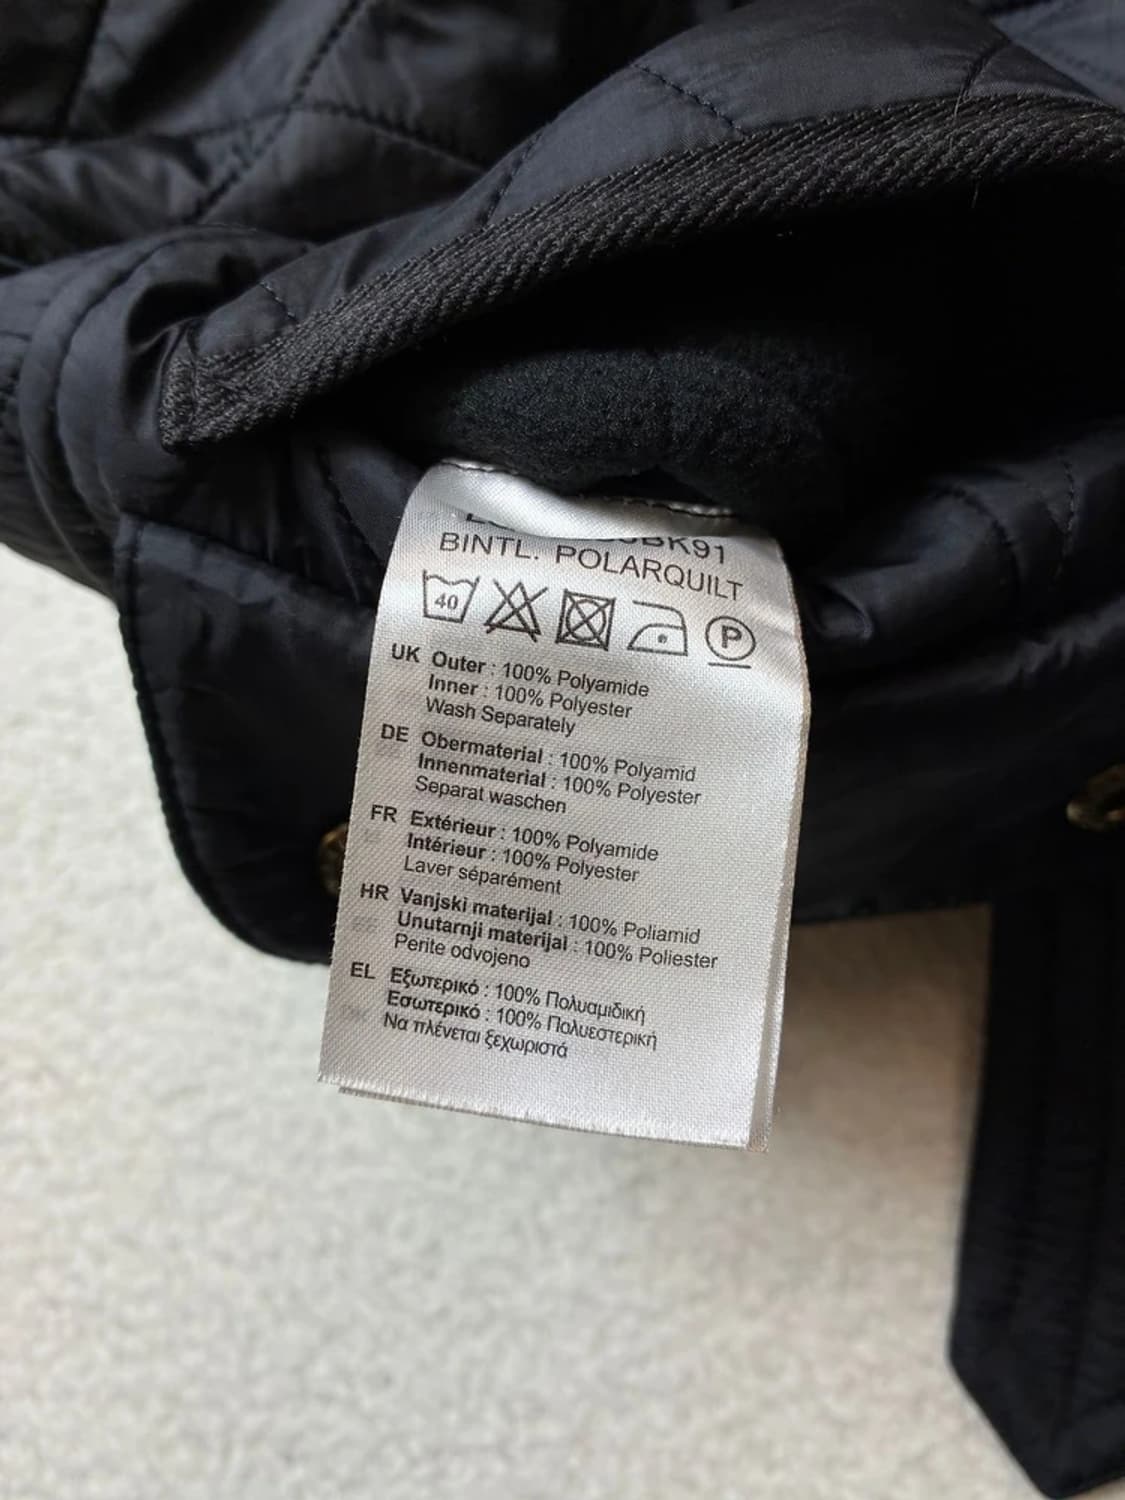 BK91
BINTL. POLARQUILT
40
P
UK Outer : 100% Polyamide
Inner : 100% Polyester
Wash Separately
DE Obermaterial : 100% Polyamid
Innenmaterial : 100% Polyester
Separat waschen
FR Extérieur : 100% Polyamide
Intérieur : 100% Polyester
Laver séparément
HR Vanjski materijal : 100% Poliamid
Unutarnji materijal : 100% Poliester
Perite odvojeno
EL Εξωτερικό : 100% Πολυαμιδική
Εσωτερικό : 100% Πολυεστερική
Να πλένεται ξεχωριστά